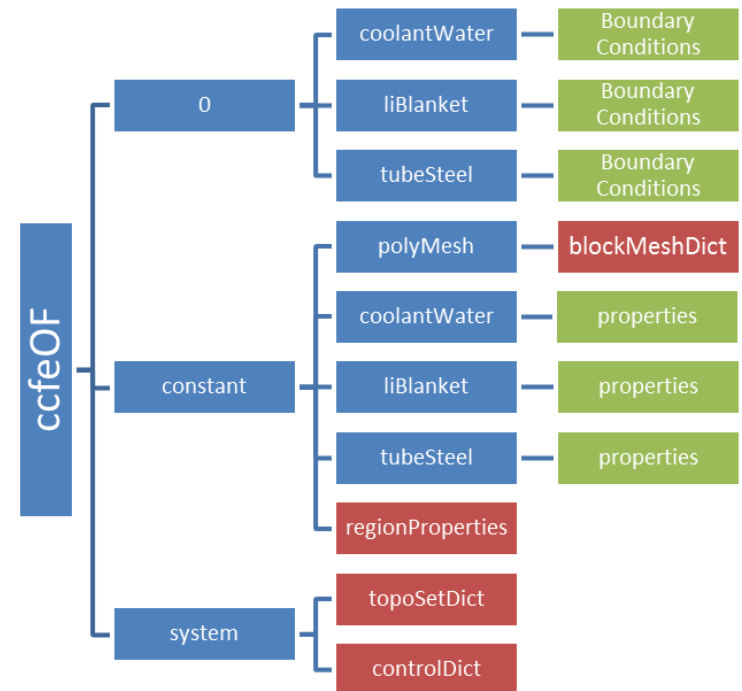 ccfeOF
0
coolantWater
Boundary
Conditions
liBlanket
Boundary
Conditions
tubeSteel
Boundary
Conditions
constant
polyMesh
blockMeshDict
coolantWater
properties
liBlanket
properties
tubeSteel
properties
regionProperties
system
topoSetDict
controlDict